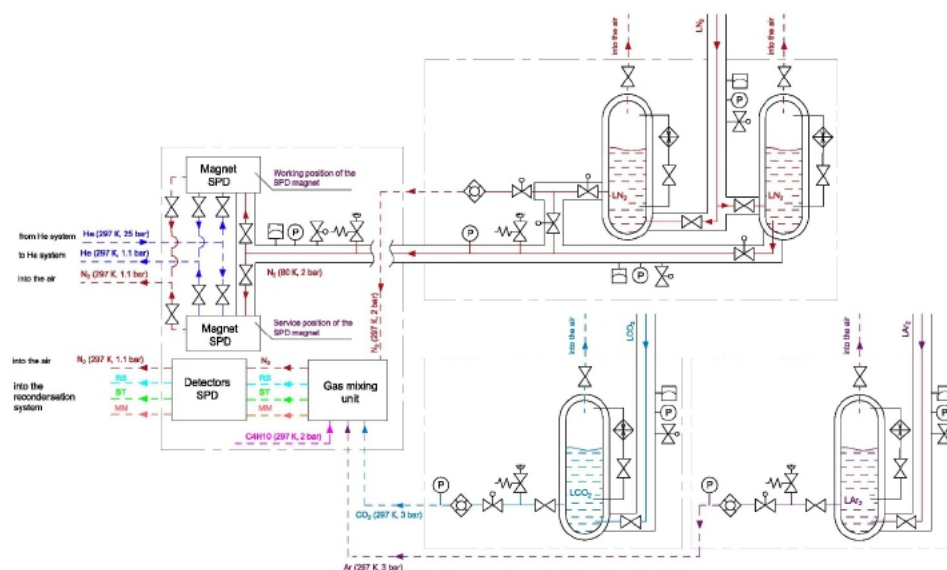 into the air
LN₂
into the air
Magnet
SPD
Working position of the
SPD magnet
LN₂
LN₂
from He system
He (297 K, 25 bar)
to He system
He (297 K, 1.1 bar)
into the air
N₂ (297 K, 1.1 bar)
P
P
P
P
P
N₂ (80 K, 2 bar)
N₂ (297 K, 2 bar)
Magnet
SPD
Service position of the
SPD magnet
into the air
N₂ (297 K, 1.1 bar)
N₂
into the
recondensation
system
RS
ST
MM
Detectors
SPD
RS
ST
MM
Gas mixing
unit
C4H10 (297 K, 2 bar)
into the air
LCO₂
into the air
LAr₂
P
P
P
P
LCO₂
LAr₂
CO₂ (297 K, 3 bar)
Ar (297 K, 3 bar)